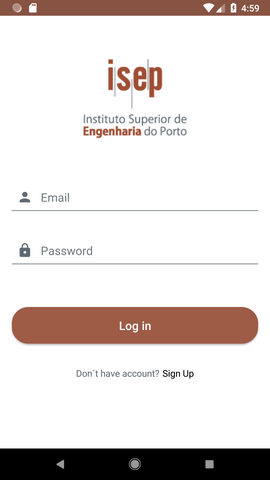 4:59
isep
Instituto Superior de
Engenharia do Porto
Email
Password
Log in
Don´t have account? Sign Up